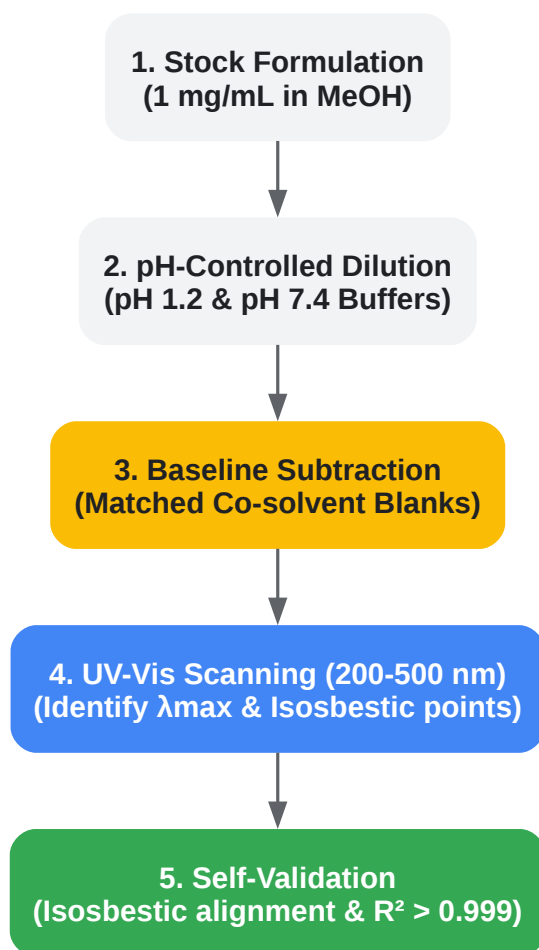 1. Stock Formulation
(1 mg/mL in MeOH)
2. pH-Controlled Dilution
(pH 1.2 & pH 7.4 Buffers)
3. Baseline Subtraction
(Matched Co-solvent Blanks)
4. UV-Vis Scanning (200-500 nm)
(Identify λmax & Isosbestic points)
5. Self-Validation
(Isosbestic alignment & R² > 0.999)